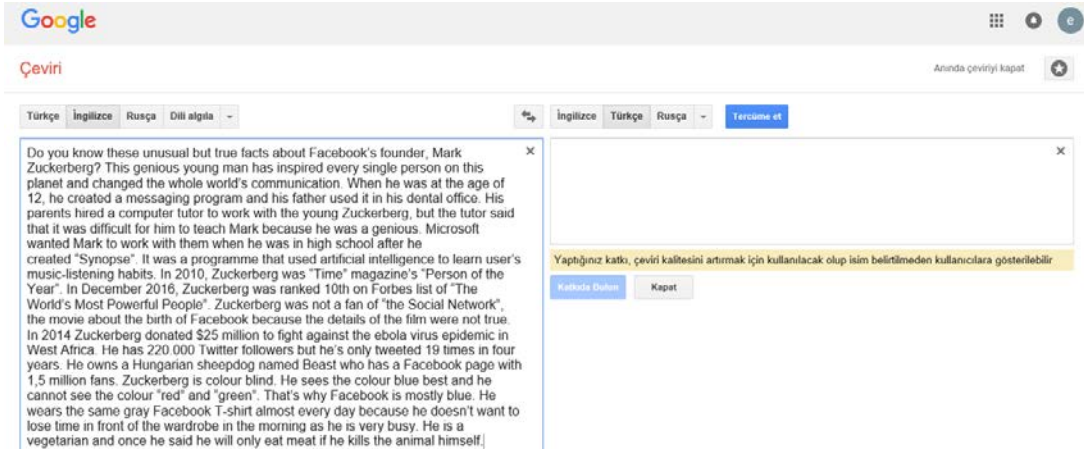 Google
e
Çeviri
Anında çeviriyi kapat
Türkçe İngilizce Rusça Dili algıla
İngilizce Türkçe Rusça Tercüme et
Do you know these unusual but true facts about Facebook's founder, Mark
Zuckerberg? This genious young man has inspired every single person on this
planet and changed the whole world's communication. When he was at the age of
12, he created a messaging program and his father used it in his dental office. His
parents hired a computer tutor to work with the young Zuckerberg, but the tutor said
that it was difficult for him to teach Mark because he was a genious. Microsoft
wanted Mark to work with them when he was in high school after he
created "Synopse". It was a programme that used artificial intelligence to learn user's
music-listening habits. In 2010, Zuckerberg was "Time" magazine's "Person of the
Year". In December 2016, Zuckerberg was ranked 10th on Forbes list of "The
World's Most Powerful People". Zuckerberg was not a fan of "the Social Network",
the movie about the birth of Facebook because the details of the film were not true.
In 2014 Zuckerberg donated $25 million to fight against the ebola virus epidemic in
West Africa. He has 220.000 Twitter followers but he's only tweeted 19 times in four
years. He owns a Hungarian sheepdog named Beast who has a Facebook page with
1,5 million fans. Zuckerberg is colour blind. He sees the colour blue best and he
cannot see the colour "red" and "green". That's why Facebook is mostly blue. He
wears the same gray Facebook T-shirt almost every day because he doesn't want to
lose time in front of the wardrobe in the morning as he is very busy. He is a
vegetarian and once he said he will only eat meat if he kills the animal himself.
Yaptığınız katkı, çeviri kalitesini artırmak için kullanılacak olup isim belirtilmeden kullanıcılara gösterilebilir
Katkıda Bulun Kapat